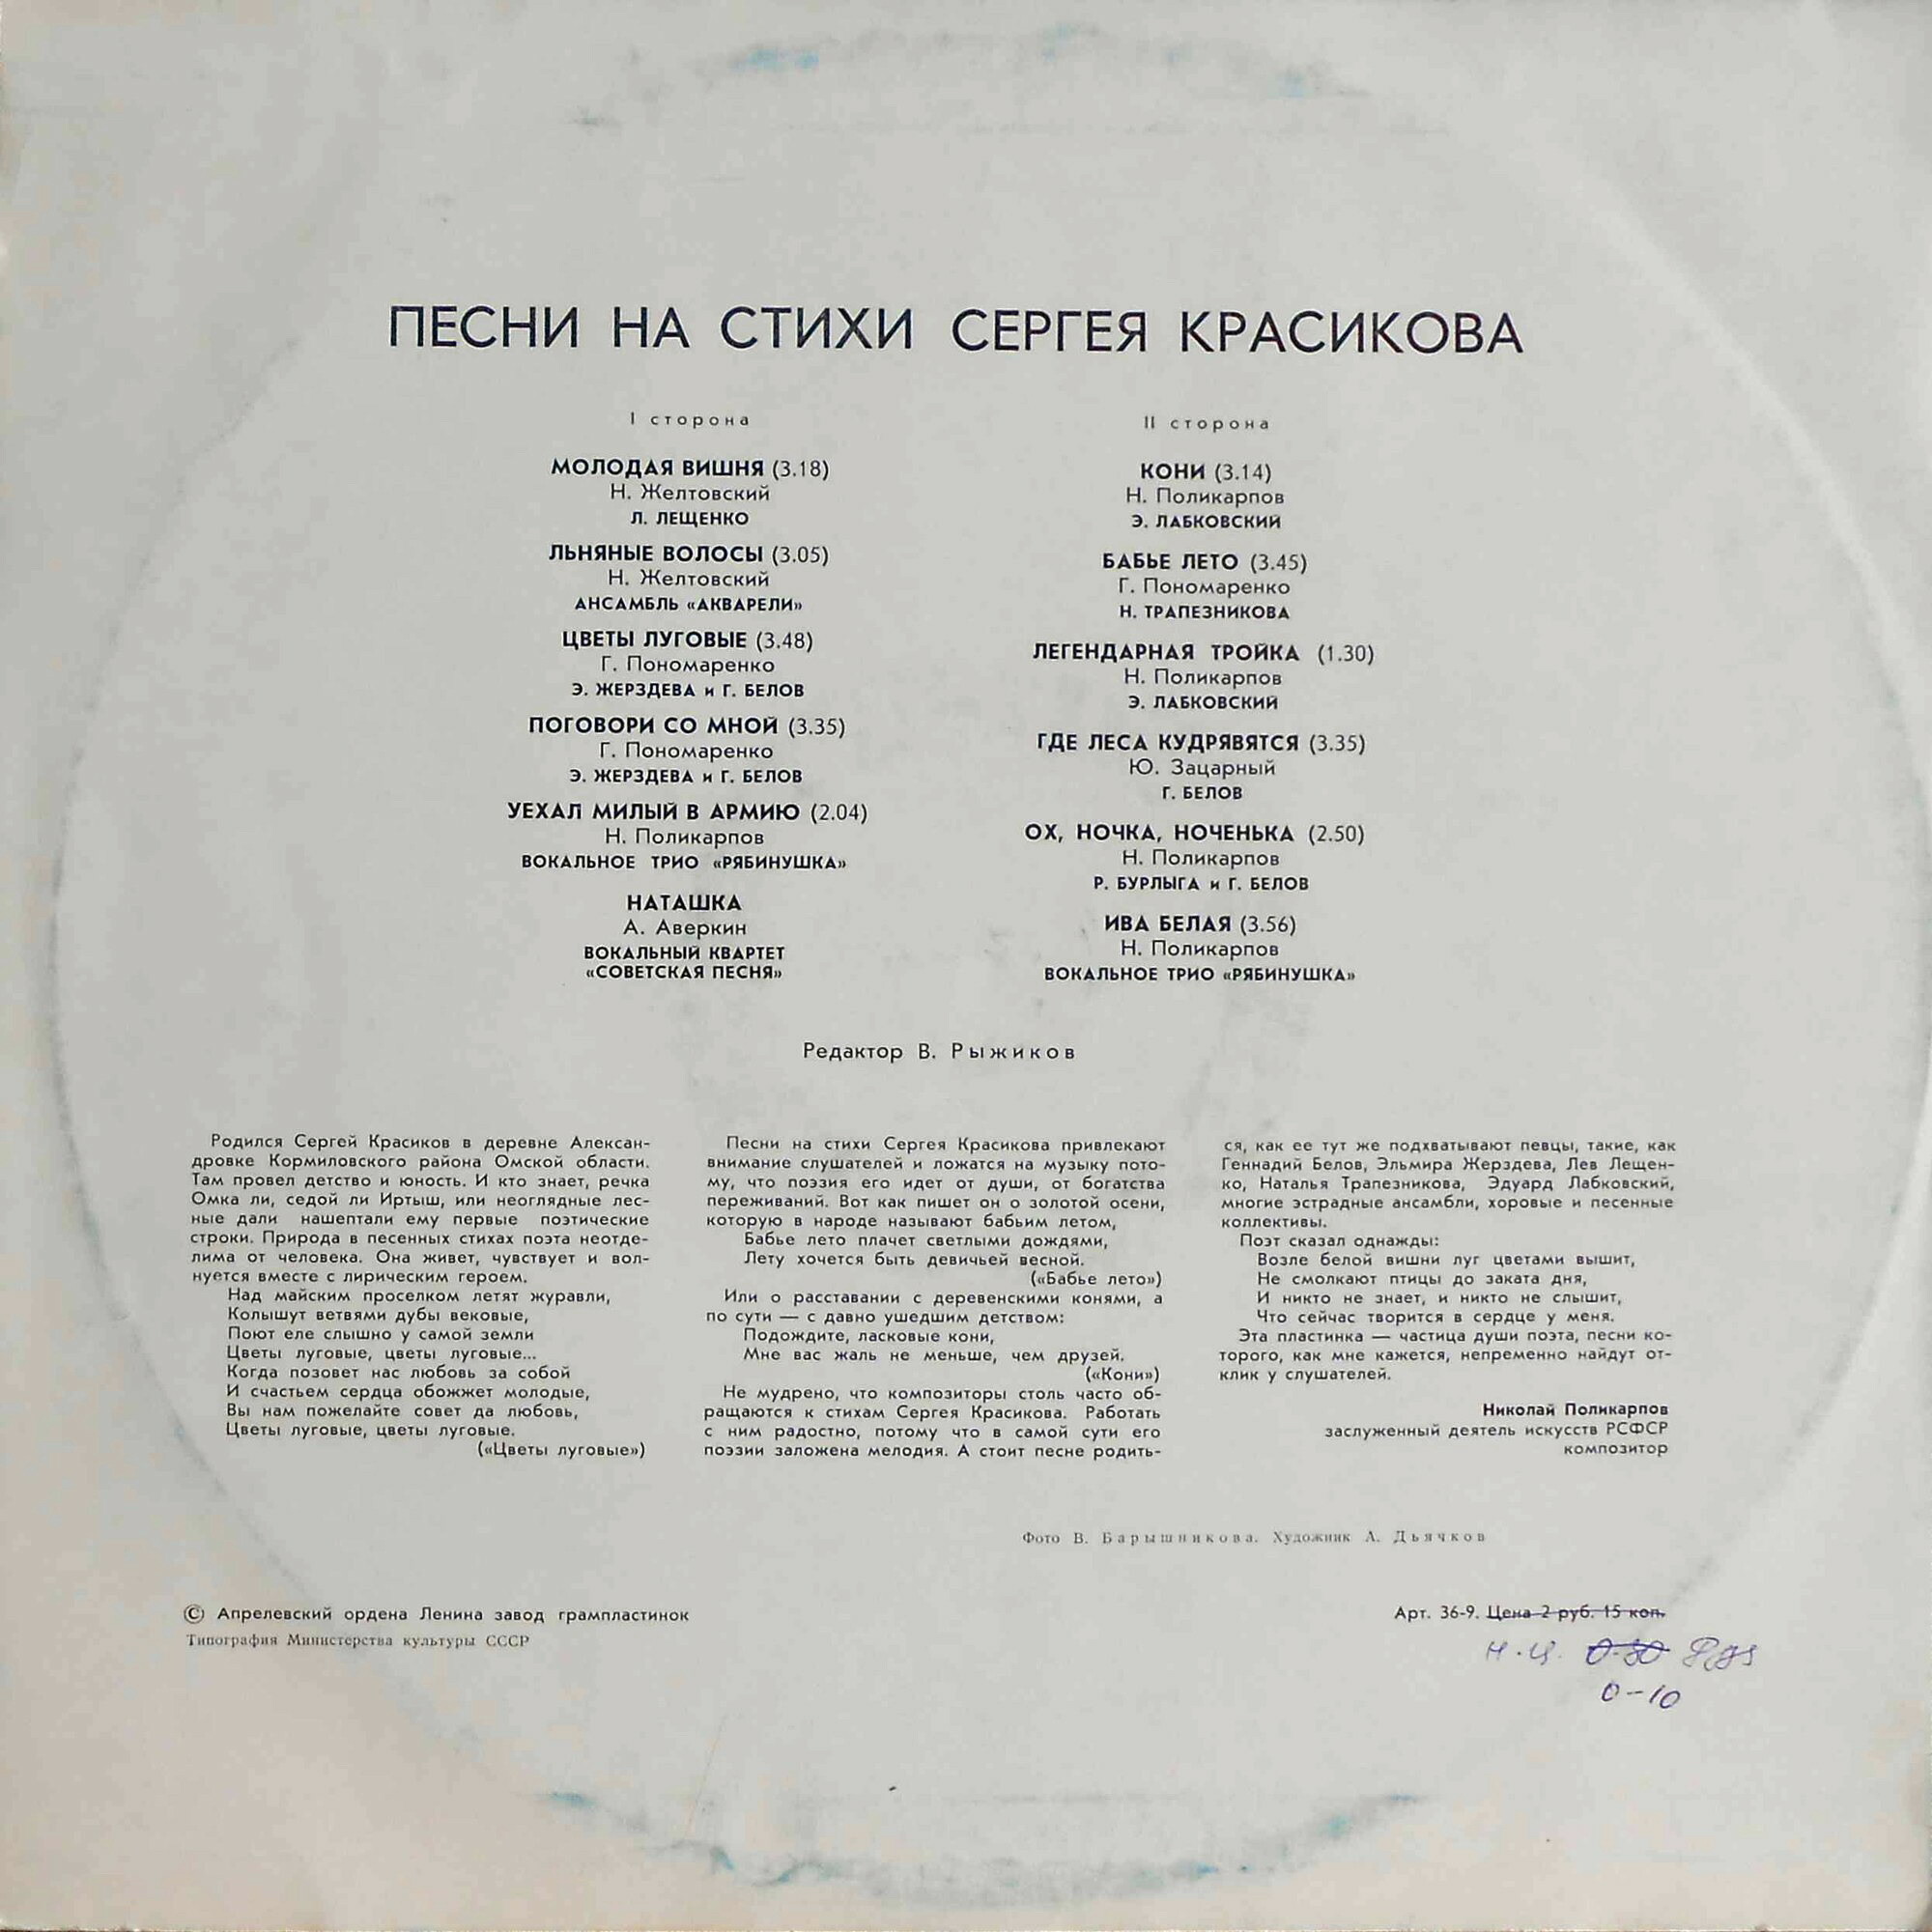 ПЕСНИ НА СТИХИ СЕРГЕЯ КРАСИКОВА
I сторона
МОЛОДАЯ ВИШНЯ (3.18)
Н. Желтовский
Л. ЛЕЩЕНКО
ЛЬНЯНЫЕ ВОЛОСЫ (3.05)
Н. Желтовский
АНСАМБЛЬ «АКВАРЕЛИ»
ЦВЕТЫ ЛУГОВЫЕ (3.48)
Г. Пономаренко
Э. ЖЕРЗДЕВА и Г. БЕЛОВ
ПОГОВОРИ СО МНОЙ (3.35)
Г. Пономаренко
Э. ЖЕРЗДЕВА и Г. БЕЛОВ
УЕХАЛ МИЛЫЙ В АРМИЮ (2.04)
Н. Поликарпов
ВОКАЛЬНОЕ ТРИО «РЯБИНУШКА»
НАТАШКА
А. Аверкин
ВОКАЛЬНЫЙ КВАРТЕТ
«СОВЕТСКАЯ ПЕСНЯ»
II сторона
КОНИ (3.14)
Н. Поликарпов
Э. ЛАБКОВСКИЙ
БАБЬЕ ЛЕТО (3.45)
Г. Пономаренко
Н. ТРАПЕЗНИКОВА
ЛЕГЕНДАРНАЯ ТРОЙКА (1.30)
Н. Поликарпов
Э. ЛАБКОВСКИЙ
ГДЕ ЛЕСА КУДРЯВЯТСЯ (3.35)
Ю. Зацарный
Г. БЕЛОВ
ОХ, НОЧКА, НОЧЕНЬКА (2.50)
Н. Поликарпов
Р. БУРЛЫГА и Г. БЕЛОВ
ИВА БЕЛАЯ (3.56)
Н. Поликарпов
ВОКАЛЬНОЕ ТРИО «РЯБИНУШКА»
Редактор В. Рыжиков
Родился Сергей Красиков в деревне Алексан-
дровке Кормиловского района Омской области.
Там провел детство и юность. И кто знает, речка
Омка ли, седой ли Иртыш, или неоглядные лес-
ные дали нашептали ему первые поэтические
строки. Природа в песенных стихах поэта неотде-
лима от человека. Она живет, чувствует и вол-
нуется вместе с лирическим героем.
Над майским проселком летят журавли,
Колышут ветвями дубы вековые,
Поют еле слышно у самой земли
Цветы луговые, цветы луговые...
Когда позовет нас любовь за собой
И счастьем сердца обожжет молодые,
Вы нам пожелайте совет да любовь,
Цветы луговые, цветы луговые.
(«Цветы луговые»)
Песни на стихи Сергея Красикова привлекают
внимание слушателей и ложатся на музыку пото-
му, что поэзия его идет от души, от богатства
переживаний. Вот как пишет он о золотой осени,
которую в народе называют бабьим летом,
Бабье лето плачет светлыми дождями,
Лету хочется быть девичьей весной.
(«Бабье лето»)
Или о расставании с деревенскими конями, а
по сути — с давно ушедшим детством:
Подождите, ласковые кони,
Мне вас жаль не меньше, чем друзей.
(«Кони»)
Не мудрено, что композиторы столь часто об-
ращаются к стихам Сергея Красикова. Работать
с ним радостно, потому что в самой сути его
поэзии заложена мелодия. А стоит песне родить-
ся, как ее тут же подхватывают певцы, такие, как
Геннадий Белов, Эльмира Жерздева, Лев Лещен-
ко, Наталья Трапезникова, Эдуард Лабковский,
многие эстрадные ансамбли, хоровые и песенные
коллективы.
Поэт сказал однажды:
Возле белой вишни луг цветами вышит,
Не смолкают птицы до заката дня,
И никто не знает, и никто не слышит,
Что сейчас творится в сердце у меня.
Эта пластинка — частица души поэта, песни ко-
торого, как мне кажется, непременно найдут от-
клик у слушателей.
Николай Поликарпов
заслуженный деятель искусств РСФСР
композитор
Фото В. Барышникова. Художник А. Дьячков
© Апрелевский ордена Ленина завод грампластинок
Типография Министерства культуры СССР
Арт. 36-9. Цена 2 руб. 15 коп.
Н.Ц. 0-50
0-10